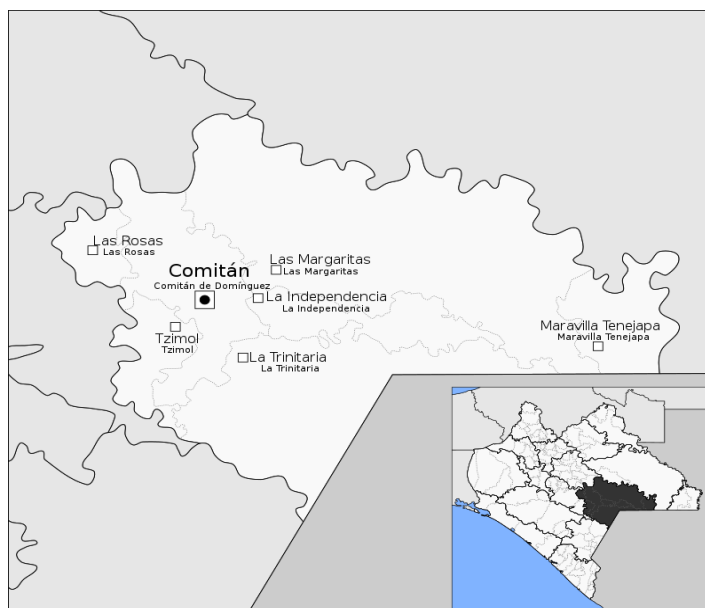 Las Rosas
Las Rosas
Comitán
Comitán de Domínguez
Las Margaritas
Las Margaritas
La Independencia
La Independencia
Tzimol
Tzimol
La Trinitaria
La Trinitaria
Maravilla Tenejapa
Maravilla Tenejapa